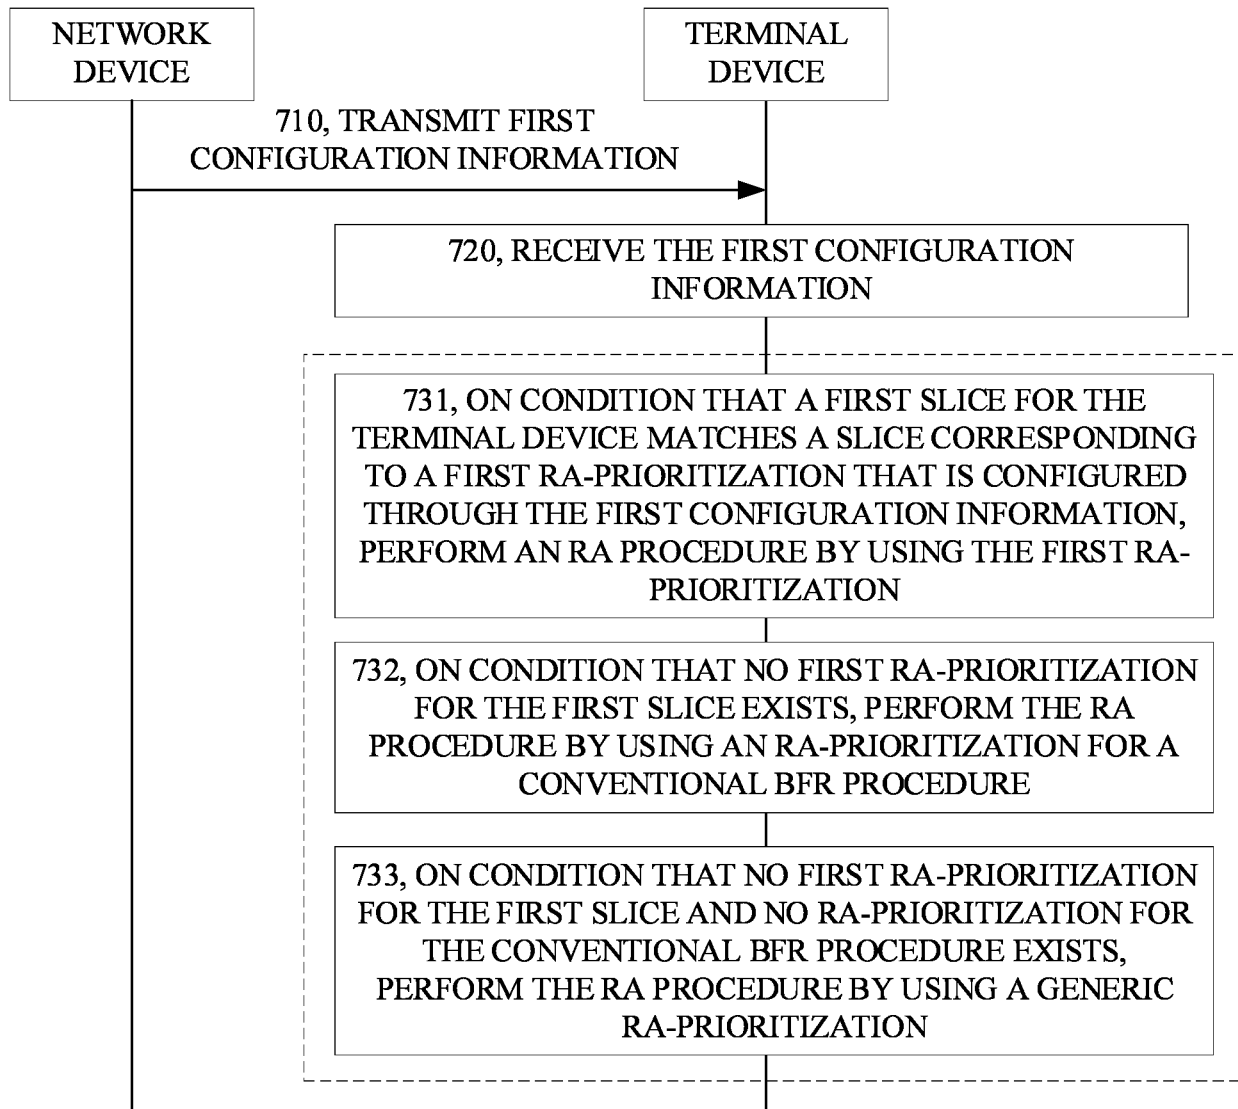 NETWORK
DEVICE
TERMINAL
DEVICE
710, TRANSMIT FIRST
CONFIGURATION INFORMATION
720, RECEIVE THE FIRST CONFIGURATION
INFORMATION
731, ON CONDITION THAT A FIRST SLICE FOR THE
TERMINAL DEVICE MATCHES A SLICE CORRESPONDING
TO A FIRST RA-PRIORITIZATION THAT IS CONFIGURED
THROUGH THE FIRST CONFIGURATION INFORMATION,
PERFORM AN RA PROCEDURE BY USING THE FIRST RA-
PRIORITIZATION
732, ON CONDITION THAT NO FIRST RA-PRIORITIZATION
FOR THE FIRST SLICE EXISTS, PERFORM THE RA
PROCEDURE BY USING AN RA-PRIORITIZATION FOR A
CONVENTIONAL BFR PROCEDURE
733, ON CONDITION THAT NO FIRST RA-PRIORITIZATION
FOR THE FIRST SLICE AND NO RA-PRIORITIZATION FOR
THE CONVENTIONAL BFR PROCEDURE EXISTS,
PERFORM THE RA PROCEDURE BY USING A GENERIC
RA-PRIORITIZATION